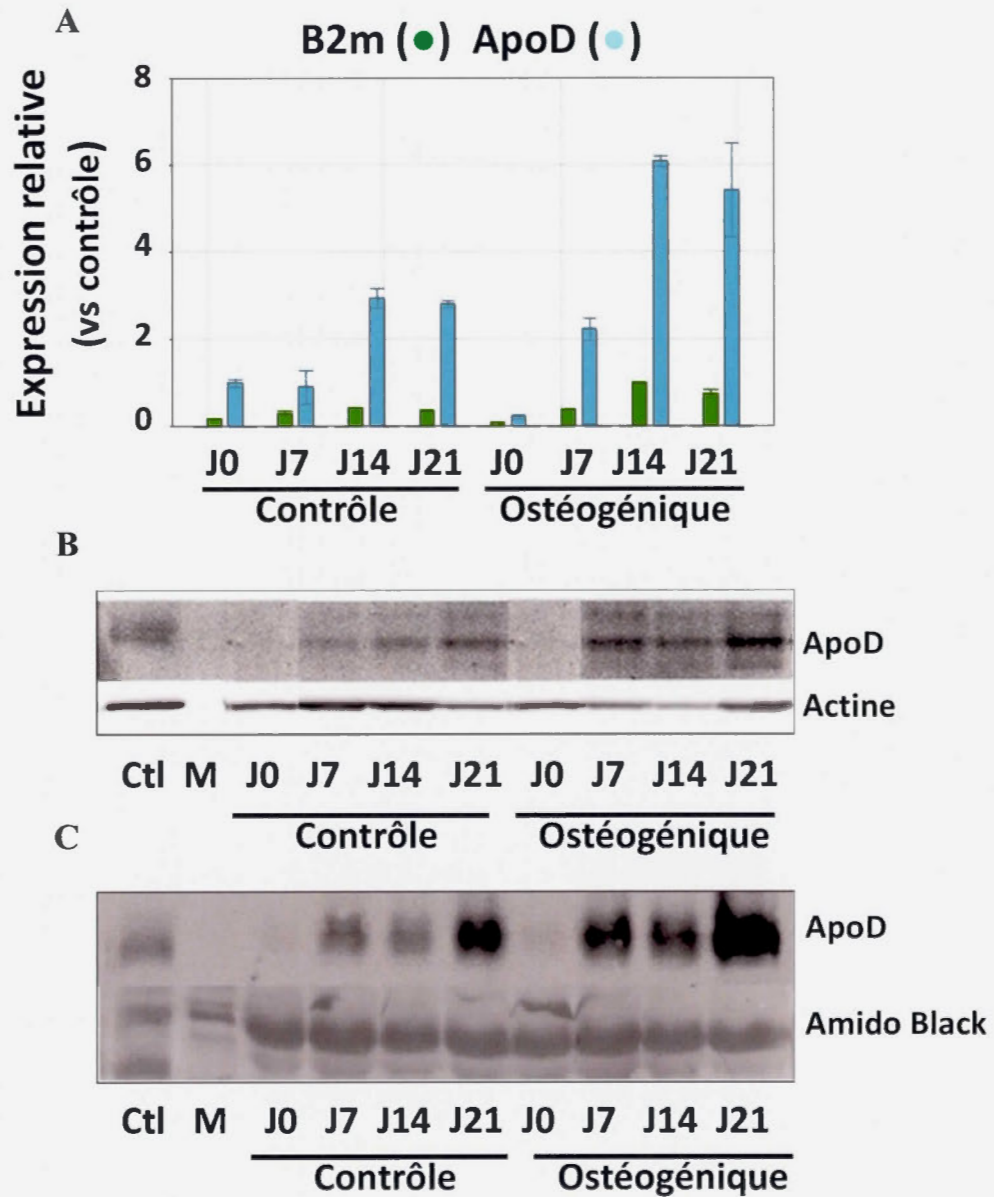 A
B2m (●) ApoD (●)
Expression relative
(vs contrôle)
8
6
4
2
0
J0 J7 J14 J21 J0 J7 J14 J21
Contrôle Ostéogénique
B
ApoD
Actine
Ctl M J0 J7 J14 J21 J0 J7 J14 J21
Contrôle Ostéogénique
C
ApoD
Amido Black
Ctl M J0 J7 J14 J21 J0 J7 J14 J21
Contrôle Ostéogénique